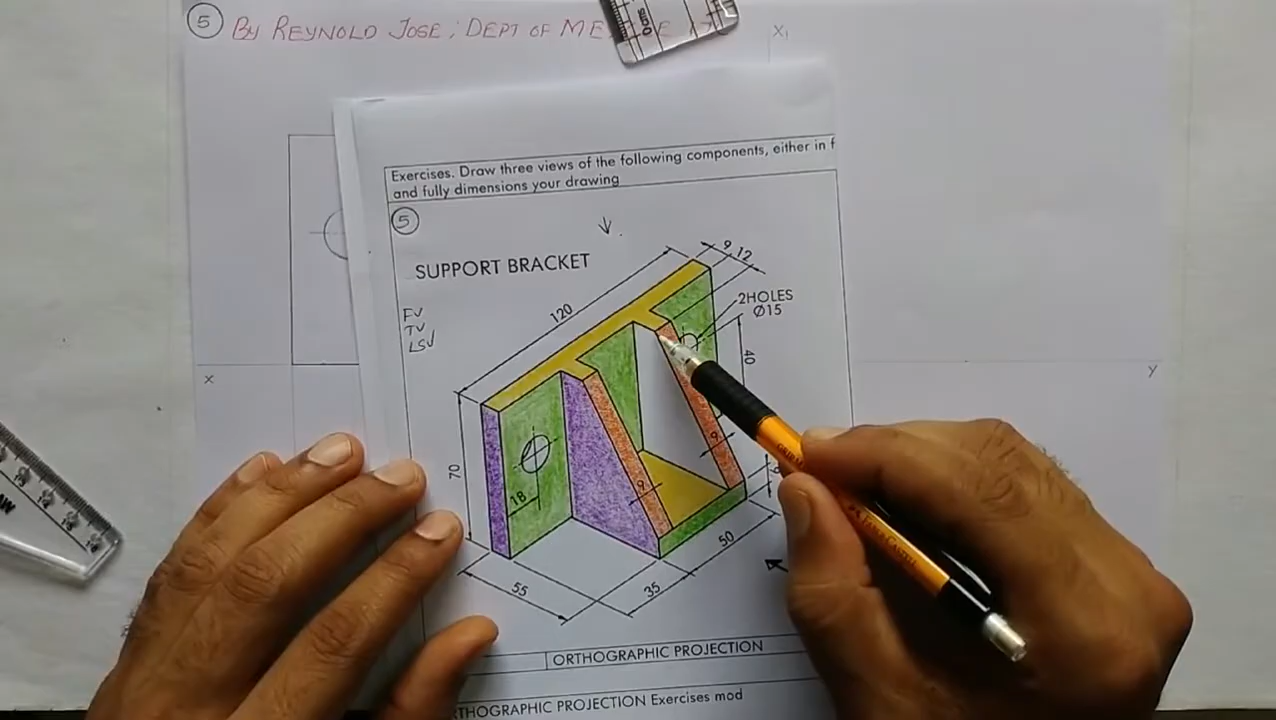 5 BY REYNOLD JOSE; DEPT OF ME
X1
Exercises. Draw three views of the following components, either in f
and fully dimensions your drawing
5
SUPPORT BRACKET
FV
TV
LSV
9
12
120
2HOLES
Ø15
40
X
Y
70
18
9
9
55
35
50
ORTHOGRAPHIC PROJECTION
THOGRAPHIC PROJECTION Exercises mod